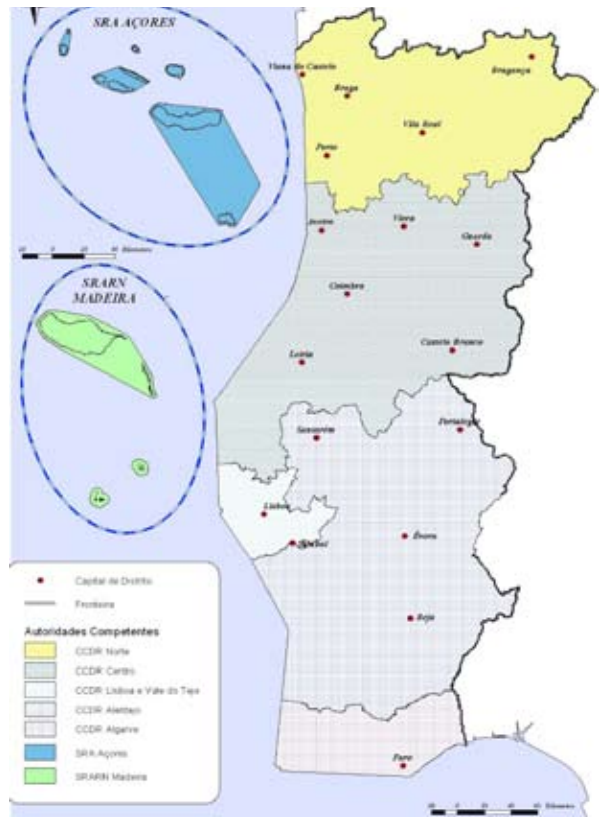 SRA AÇORES
Viana do Castelo
Bragança
Braga
Vila Real
Porto
Aveiro
Viseu
Guarda
SRARN
MADEIRA
Coimbra
Castelo Branco
Leiria
Santarém
Portalegre
Lisboa
Setúbal
Évora
Beja
Faro
Capital de Distrito
Fronteira
Autoridades Competentes
CCDR Norte
CCDR Centro
CCDR Lisboa e Vale do Tejo
CCDR Alentejo
CCDR Algarve
SRA Açores
SRARN Madeira